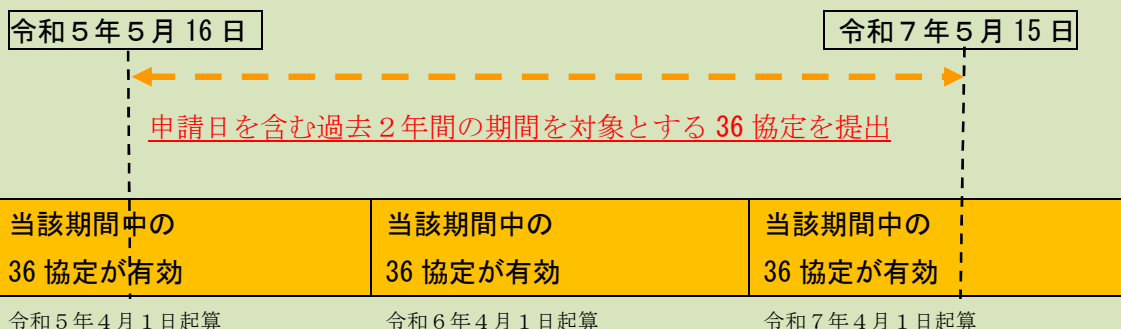 令和５年５月 16 日
令和７年５月 15 日
申請日を含む過去２年間の期間を対象とする 36 協定を提出
当該期間中の
36 協定が有効
当該期間中の
36 協定が有効
当該期間中の
36 協定が有効
令和５年４月１日起算
令和６年４月１日起算
令和７年４月１日起算